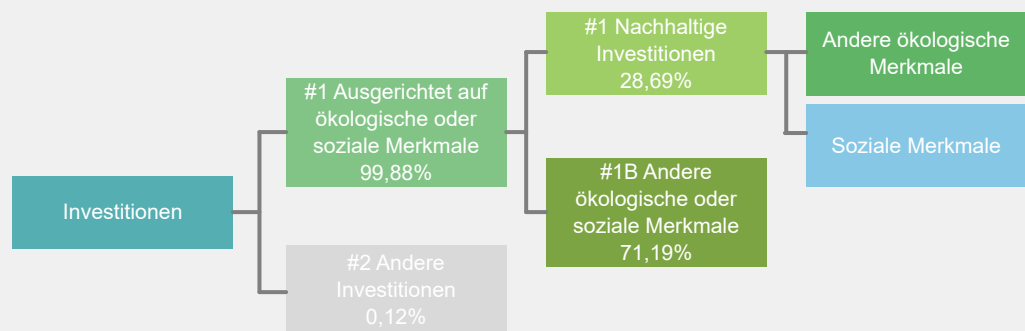 Investitionen
#1 Ausgerichtet auf
ökologische oder
soziale Merkmale
99,88%
#2 Andere
Investitionen
0,12%
#1 Nachhaltige
Investitionen
28,69%
#1B Andere
ökologische oder
soziale Merkmale
71,19%
Andere ökologische
Merkmale
Soziale Merkmale